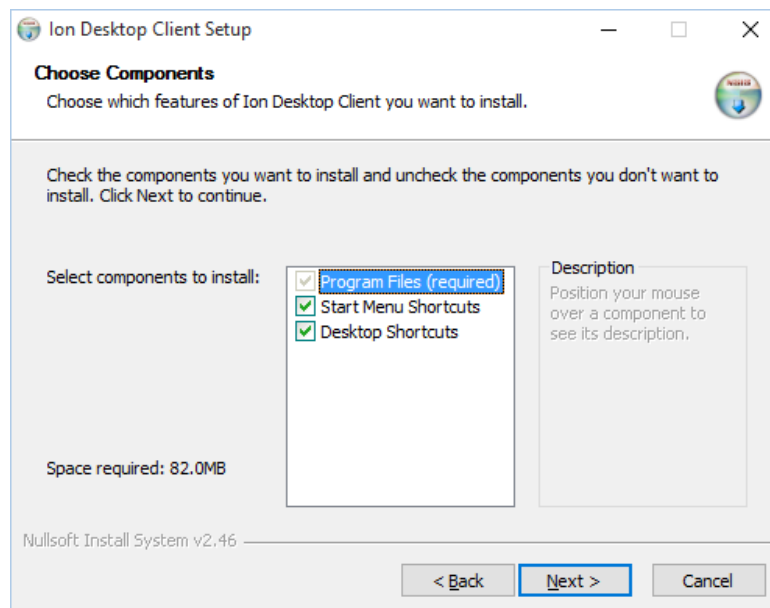 Ion Desktop Client Setup
Choose Components
Choose which features of Ion Desktop Client you want to install.
Check the components you want to install and uncheck the components you don't want to
install. Click Next to continue.
Select components to install:
Program Files (required)
Start Menu Shortcuts
Desktop Shortcuts
Description
Position your mouse
over a component to
see its description.
Space required: 82.0MB
Nullsoft Install System v2.46
< Back
Next >
Cancel